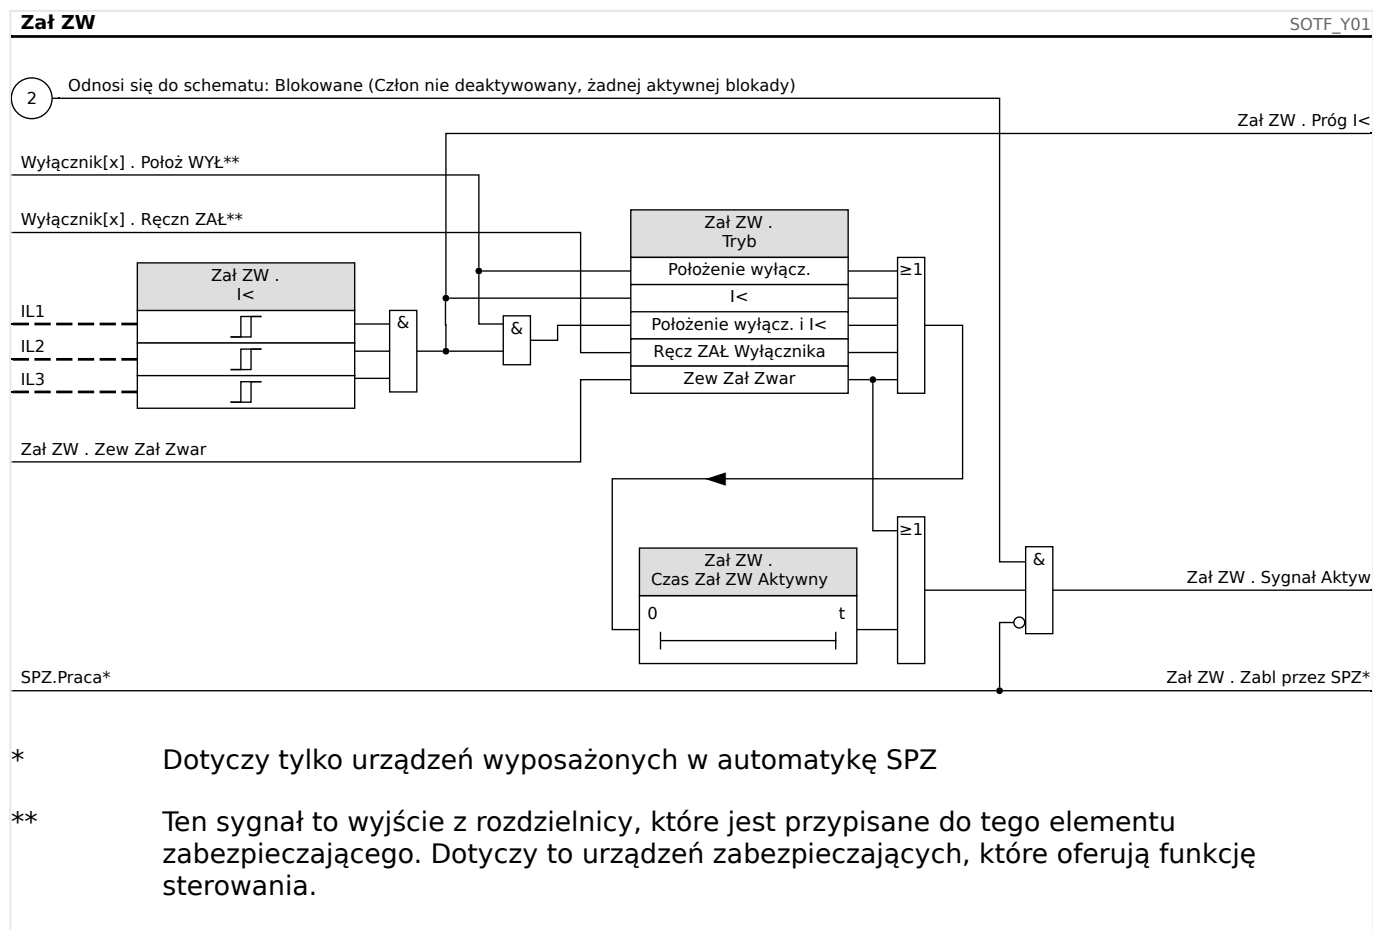 Zał ZW
SOTF_Y01
2
Odnosi się do schematu: Blokowane (Człon nie deaktywowany, żadnej aktywnej blokady)
Zał ZW . Próg I<
Wyłącznik[x] . Położ WYŁ**
Wyłącznik[x] . Ręczn ZAŁ**
Zał ZW .
Tryb
Położenie wyłącz.
I<
Położenie wyłącz. i I<
Ręcz ZAŁ Wyłącznika
Zew Zał Zwar
≥1
Zał ZW .
I<
IL1
IL2
IL3
&
&
Zał ZW . Zew Zał Zwar
≥1
Zał ZW .
Czas Zał ZW Aktywny
0 t
&
Zał ZW . Sygnał Aktyw
SPZ.Praca*
Zał ZW . Zabl przez SPZ*
* Dotyczy tylko urządzeń wyposażonych w automatykę SPZ
** Ten sygnał to wyjście z rozdzielnicy, które jest przypisane do tego elementu
zabezpieczającego. Dotyczy to urządzeń zabezpieczających, które oferują funkcję
sterowania.